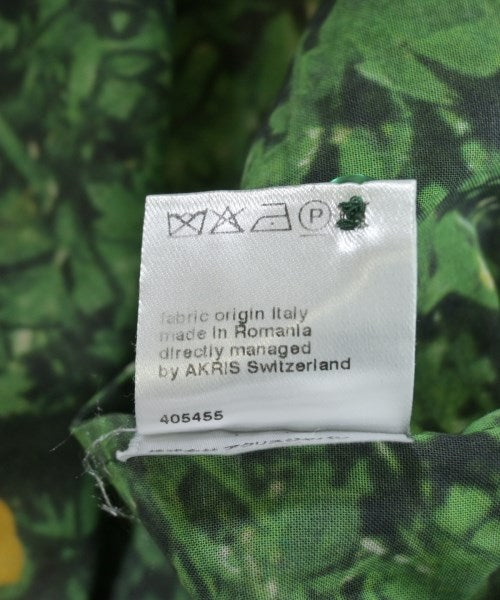 P
fabric origin Italy
made in Romania
directly managed
by AKRIS Switzerland
405455